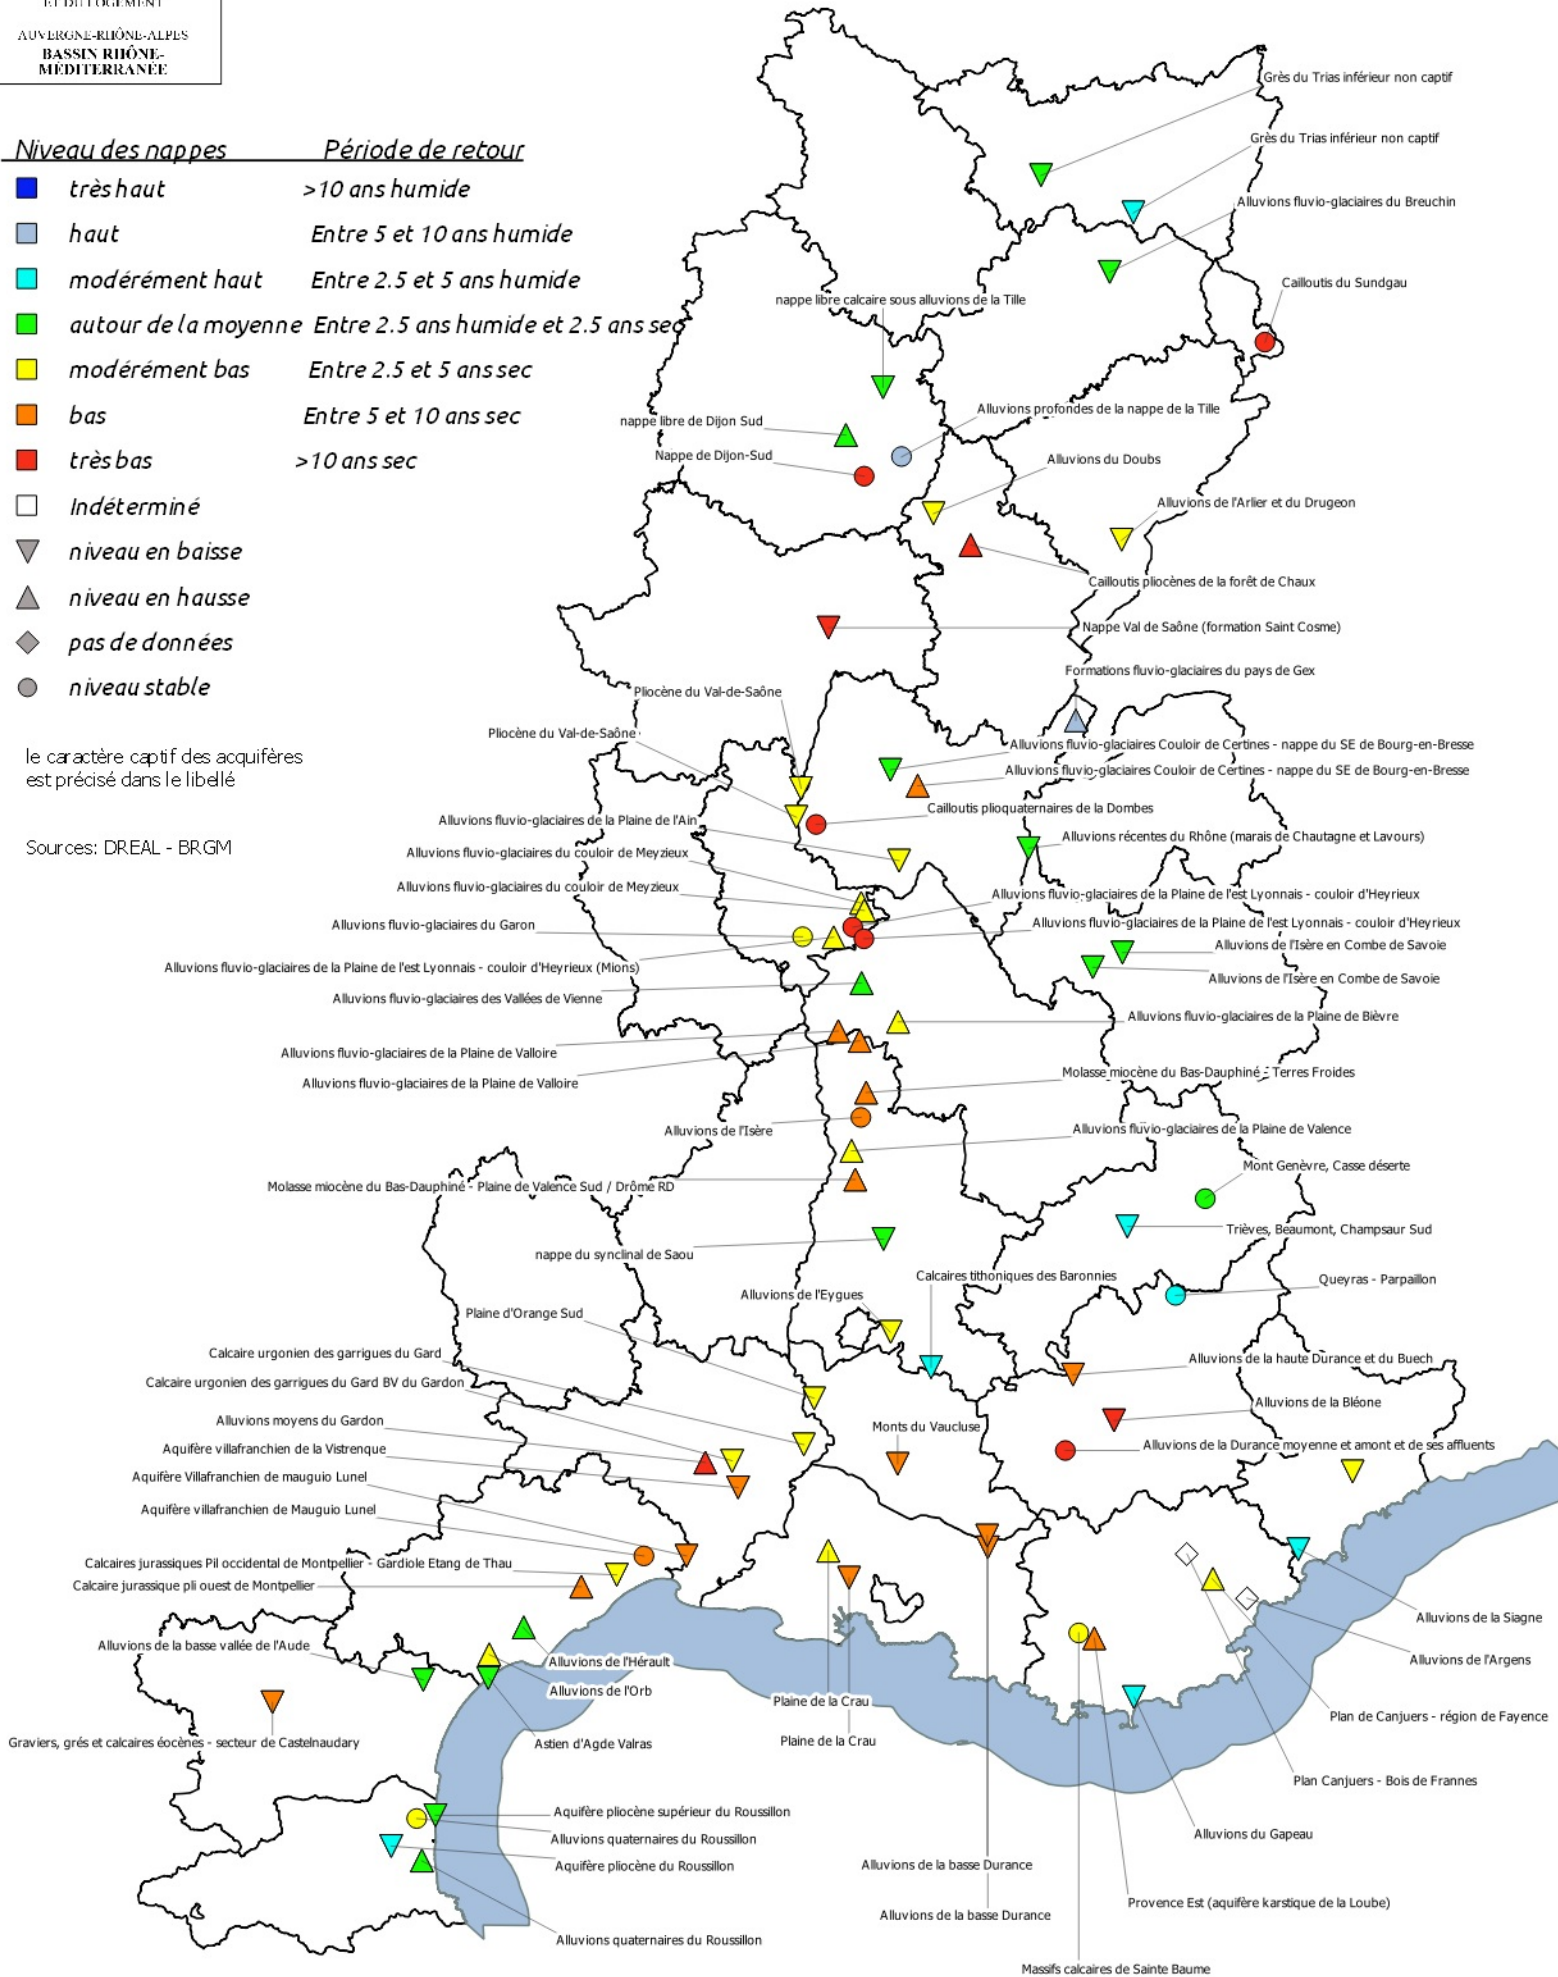 ET DU LOGEMENT
AUVERGNE-RHÔNE-ALPES
BASSIN RHÔNE-
MÉDITERRANÉE
Niveau des nappes Période de retour
très haut >10 ans humide
haut Entre 5 et 10 ans humide
modérément haut Entre 2.5 et 5 ans humide
autour de la moyenne Entre 2.5 ans humide et 2.5 ans sec
modérément bas Entre 2.5 et 5 ans sec
bas Entre 5 et 10 ans sec
très bas >10 ans sec
Indéterminé
niveau en baisse
niveau en hausse
pas de données
niveau stable
le caractère captif des acquifères
est précisé dans le libellé
Sources: DREAL - BRGM
Grès du Trias inférieur non captif
Grès du Trias inférieur non captif
Alluvions fluvio-glaciaires du Breuchin
Cailloutis du Sundgau
nappe libre calcaire sous alluvions de la Tille
Alluvions profondes de la nappe de la Tille
nappe libre de Dijon Sud
Nappe de Dijon-Sud
Alluvions du Doubs
Alluvions de l'Arlier et du Drugeon
Cailloutis pliocènes de la forêt de Chaux
Nappe Val de Saône (formation Saint Cosme)
Formations fluvio-glaciaires du pays de Gex
Pliocène du Val-de-Saône
Pliocène du Val-de-Saône
Alluvions fluvio-glaciaires Couloir de Certines - nappe du SE de Bourg-en-Bresse
Alluvions fluvio-glaciaires Couloir de Certines - nappe du SE de Bourg-en-Bresse
Cailloutis plioquaternaires de la Dombes
Alluvions fluvio-glaciaires de la Plaine de l'Ain
Alluvions récentes du Rhône (marais de Chautagne et Lavours)
Alluvions fluvio-glaciaires du couloir de Meyzieux
Alluvions fluvio-glaciaires du couloir de Meyzieux
Alluvions fluvio-glaciaires de la Plaine de l'est Lyonnais - couloir d'Heyrieux
Alluvions fluvio-glaciaires du Garon
Alluvions fluvio-glaciaires de la Plaine de l'est Lyonnais - couloir d'Heyrieux
Alluvions de l'Isère en Combe de Savoie
Alluvions fluvio-glaciaires de la Plaine de l'est Lyonnais - couloir d'Heyrieux (Mions)
Alluvions de l'Isère en Combe de Savoie
Alluvions fluvio-glaciaires des Vallées de Vienne
Alluvions fluvio-glaciaires de la Plaine de Bièvre
Alluvions fluvio-glaciaires de la Plaine de Valloire
Alluvions fluvio-glaciaires de la Plaine de Valloire
Molasse miocène du Bas-Dauphiné - Terres Froides
Alluvions de l'Isère
Alluvions fluvio-glaciaires de la Plaine de Valence
Mont Genèvre, Casse déserte
Molasse miocène du Bas-Dauphiné - Plaine de Valence Sud / Drôme RD
Trièves, Beaumont, Champsaur Sud
nappe du synclinal de Saou
Calcaires tithoniques des Baronnies
Queyras - Parpaillon
Alluvions de l'Eygues
Plaine d'Orange Sud
Calcaire urgonien des garrigues du Gard
Alluvions de la haute Durance et du Buech
Calcaire urgonien des garrigues du Gard BV du Gardon
Alluvions de la Bléone
Alluvions moyens du Gardon
Monts du Vaucluse
Alluvions de la Durance moyenne et amont et de ses affluents
Aquifère villafranchien de la Vistrenque
Aquifère Villafranchien de mauguio Lunel
Aquifère villafranchien de Mauguio Lunel
Calcaires jurassiques Pil occidental de Montpellier - Gardiole Etang de Thau
Calcaire jurassique pli ouest de Montpellier
Alluvions de la Siagne
Alluvions de la basse vallée de l'Aude
Alluvions de l'Hérault
Alluvions de l'Argens
Alluvions de l'Orb
Plaine de la Crau
Plan de Canjuers - région de Fayence
Graviers, grés et calcaires éocènes - secteur de Castelnaudary
Astien d'Agde Valras
Plaine de la Crau
Plan Canjuers - Bois de Frannes
Aquifère pliocène supérieur du Roussillon
Alluvions du Gapeau
Alluvions quaternaires du Roussillon
Aquifère pliocène du Roussillon
Alluvions de la basse Durance
Provence Est (aquifère karstique de la Loube)
Alluvions de la basse Durance
Alluvions quaternaires du Roussillon
Massifs calcaires de Sainte Baume